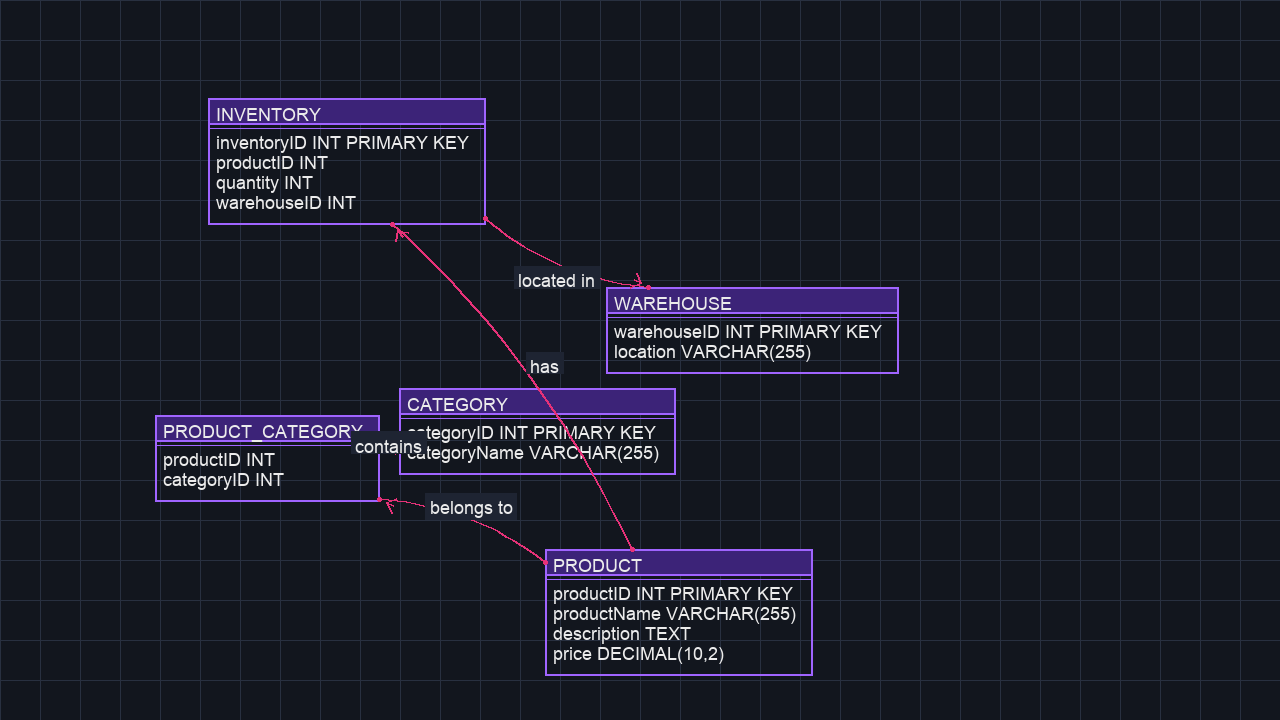 INVENTORY
inventoryID INT PRIMARY KEY
productID INT
quantity INT
warehouseID INT
located in
WAREHOUSE
warehouseID INT PRIMARY KEY
location VARCHAR(255)
has
CATEGORY
categoryID INT PRIMARY KEY
categoryName VARCHAR(255)
PRODUCT_CATEGORY
productID INT
categoryID INT
contains
belongs to
PRODUCT
productID INT PRIMARY KEY
productName VARCHAR(255)
description TEXT
price DECIMAL(10,2)